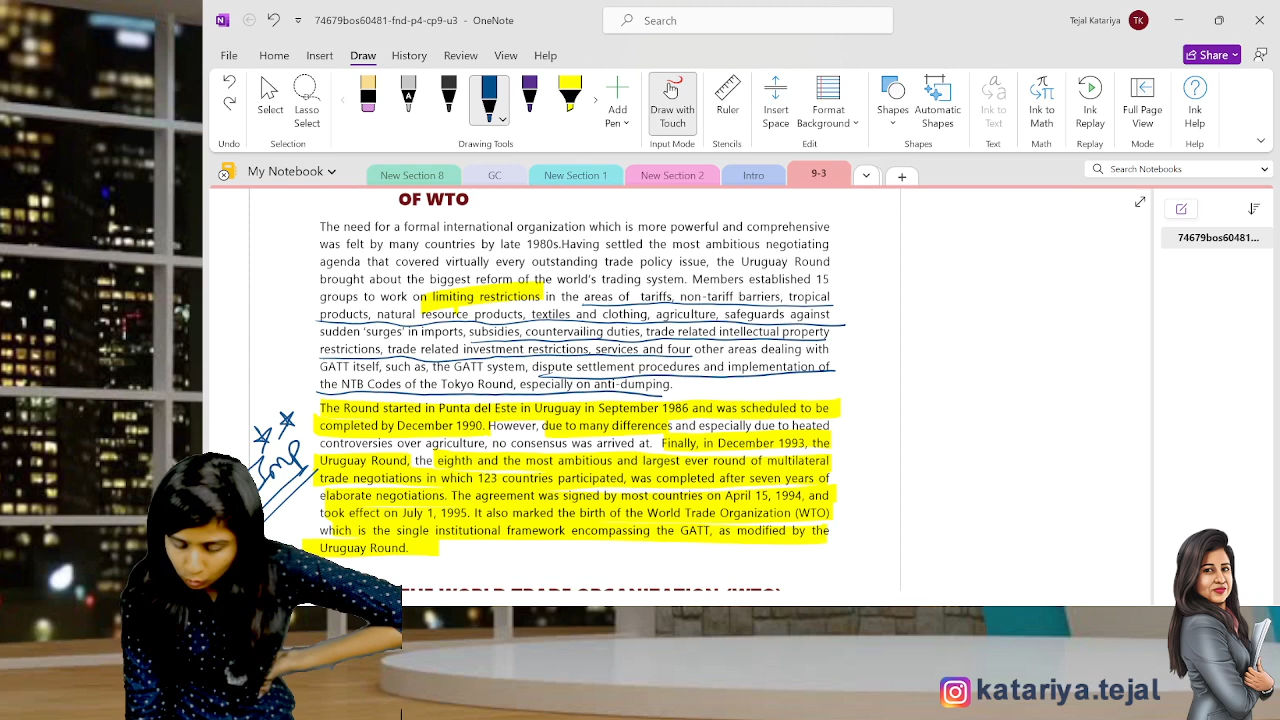 74679bos60481-fnd-p4-cp9-u3 - OneNote
Search
Tejal Katariya
TK
File Home Insert Draw History Review View Help
Share
Select
Lasso Select
Add Pen
Draw with Touch
Ruler
Insert Space
Format Background
Shapes
Automatic Shapes
Ink to Text
Ink to Math
Ink Replay
Full Page View
Ink Help
Undo Selection Drawing Tools Input Mode Stencils Edit Shapes Text Math Replay Mode Help
My Notebook
New Section 8 GC New Section 1 New Section 2 Intro 9-3
Search Notebooks
74679bos60481...
OF WTO
The need for a formal international organization which is more powerful and comprehensive
was felt by many countries by late 1980s.Having settled the most ambitious negotiating
agenda that covered virtually every outstanding trade policy issue, the Uruguay Round
brought about the biggest reform of the world's trading system. Members established 15
groups to work on limiting restrictions in the areas of tariffs, non-tariff barriers, tropical
products, natural resource products, textiles and clothing, agriculture, safeguards against
sudden 'surges' in imports, subsidies, countervailing duties, trade related intellectual property
restrictions, trade related investment restrictions, services and four other areas dealing with
GATT itself, such as, the GATT system, dispute settlement procedures and implementation of
the NTB Codes of the Tokyo Round, especially on anti-dumping.
The Round started in Punta del Este in Uruguay in September 1986 and was scheduled to be
completed by December 1990. However, due to many differences and especially due to heated
controversies over agriculture, no consensus was arrived at. Finally, in December 1993, the
Uruguay Round, the eighth and the most ambitious and largest ever round of multilateral
trade negotiations in which 123 countries participated, was completed after seven years of
elaborate negotiations. The agreement was signed by most countries on April 15, 1994, and
took effect on July 1, 1995. It also marked the birth of the World Trade Organization (WTO)
which is the single institutional framework encompassing the GATT, as modified by the
Uruguay Round.
Imp
THE WORLD TRADE ORGANIZATION (WTO)
katariya.tejal